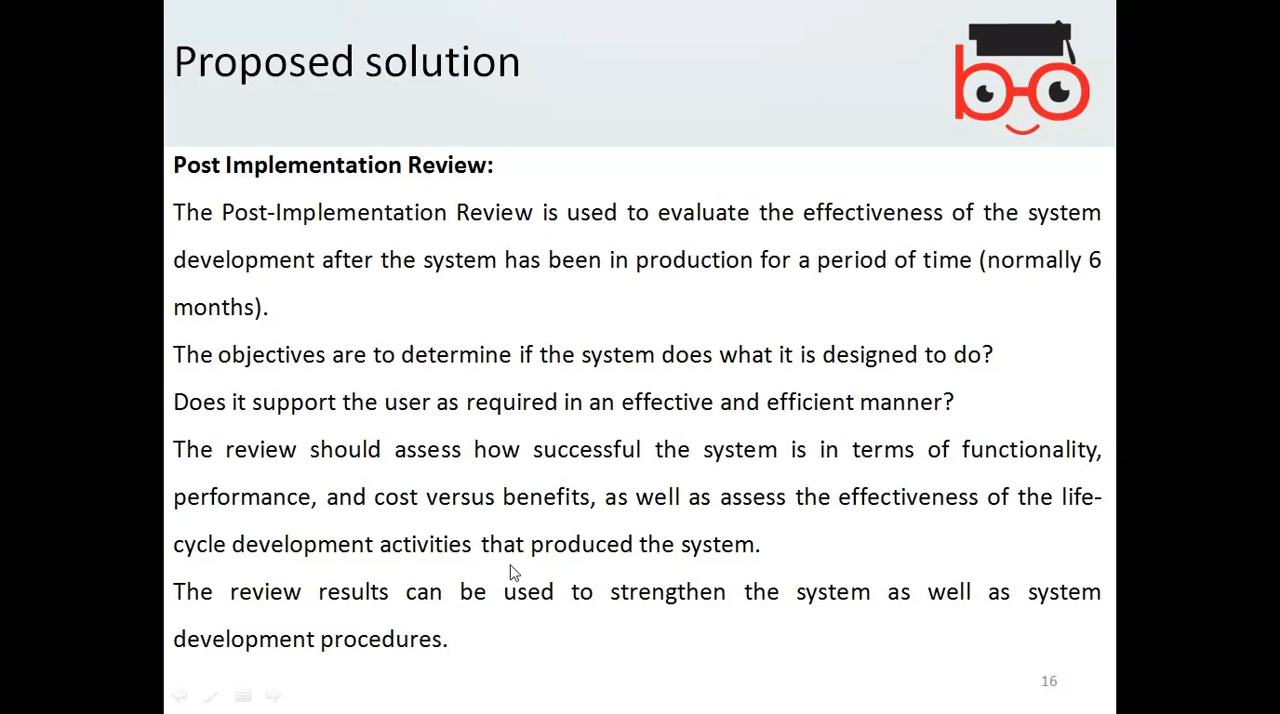 Proposed solution
Post Implementation Review:
The Post-Implementation Review is used to evaluate the effectiveness of the system
development after the system has been in production for a period of time (normally 6
months).
The objectives are to determine if the system does what it is designed to do?
Does it support the user as required in an effective and efficient manner?
The review should assess how successful the system is in terms of functionality,
performance, and cost versus benefits, as well as assess the effectiveness of the life-
cycle development activities that produced the system.
The review results can be used to strengthen the system as well as system
development procedures.
16